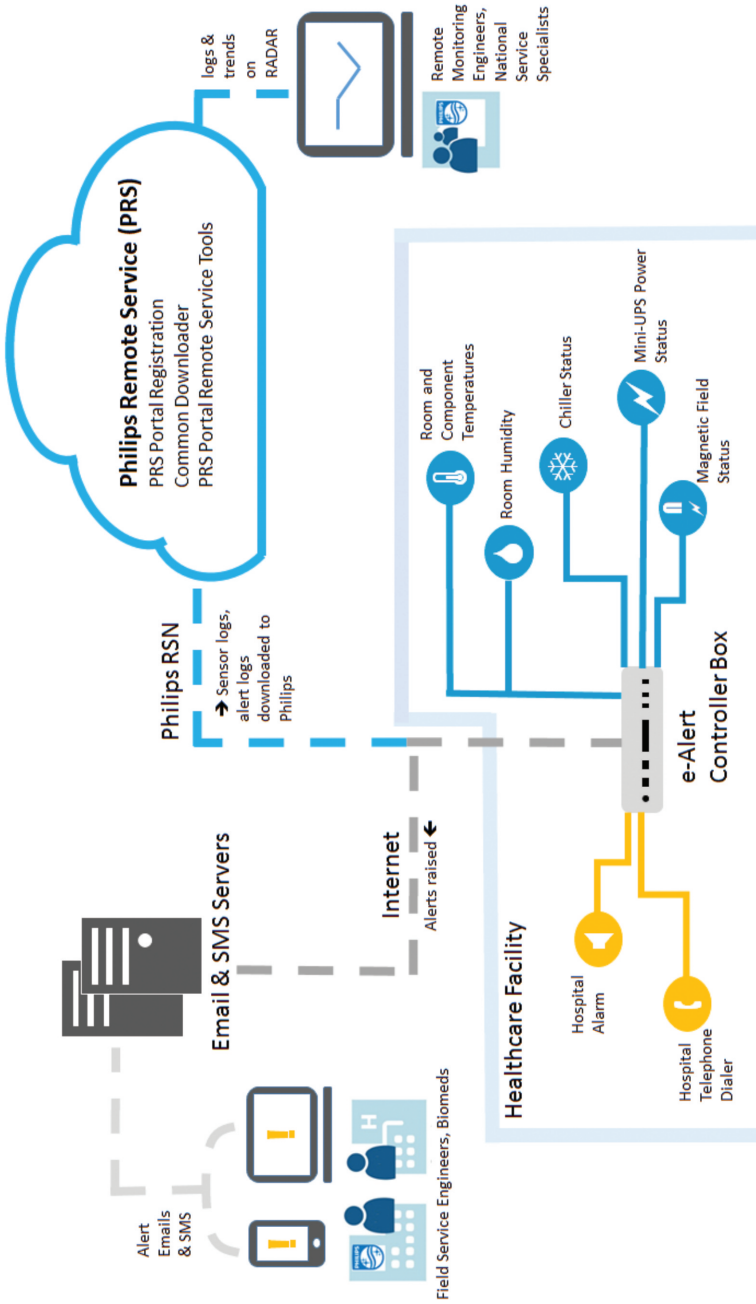 Alert
Emails
& SMS
Field Service Engineers, Biomeds
Email & SMS Servers
Internet
Alerts raised ←
Philips RSN
→ Sensor logs,
alert logs
downloaded to
Philips
Philips Remote Service (PRS)
PRS Portal Registration
Common Downloader
PRS Portal Remote Service Tools
logs &
trends
on
RADAR
PHILIPS
Remote
Monitoring
Engineers,
National
Service
Specialists
PHILIPS
H
Healthcare Facility
Hospital
Alarm
Hospital
Telephone
Dialer
e-Alert
Controller Box
Room and
Component
Temperatures
Room Humidity
Chiller Status
Mini-UPS Power
Status
Magnetic Field
Status